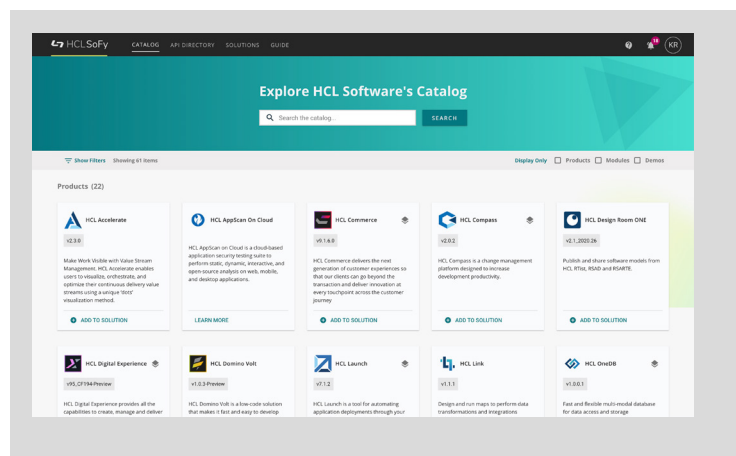 HCLSoFy
CATALOG API DIRECTORY SOLUTIONS GUIDE
18
KR
Explore HCL Software's Catalog
Search the catalog...
SEARCH
Show Filters Showing 61 items
Display Only Products Modules Demos
Products (22)
HCL Accelerate
v2.3.0
Make Work Visible with Value Stream
Management. HCL Accelerate enables
users to visualize, orchestrate, and
optimize their continuous delivery value
streams using a unique 'dots'
visualization method.
ADD TO SOLUTION
HCL AppScan On Cloud
HCL AppScan on Cloud is a cloud-based
application security testing suite to
perform static, dynamic, interactive, and
open-source analysis on web, mobile,
and desktop applications.
LEARN MORE
HCL Commerce
v9.1.6.0
HCL Commerce delivers the next
generation of customer experiences so
that our clients can go beyond the
transaction and deliver innovation at
every touchpoint across the customer
journey
ADD TO SOLUTION
HCL Compass
v2.0.2
HCL Compass is a change management
platform designed to increase
development productivity.
ADD TO SOLUTION
HCL Design Room ONE
v2.1_2020.26
Publish and share software models from
HCL RTist, RSAD and RSARTE.
ADD TO SOLUTION
HCL Digital Experience
v95_CF194-Preview
HCL Digital Experience provides all the
capabilities to create, manage and deliver
HCL Domino Volt
v1.0.3-Preview
HCL Domino Volt is a low-code solution
that makes it fast and easy to develop
HCL Launch
v7.1.2
HCL Launch is a tool for automating
application deployments through your
HCL Link
v1.1.1
Design and run maps to perform data
transformations and integrations
HCL OneDB
v1.0.0.1
Fast and flexible multi-modal database
for data access and storage